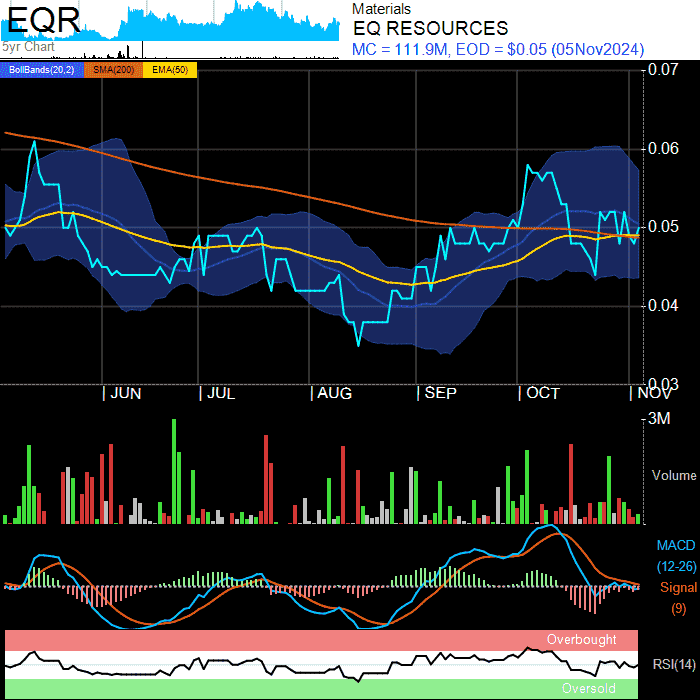 EQR
5yr Chart
Materials
EQ RESOURCES
MC = 111.9M, EOD = $0.05 (05Nov2024)
BollBands(20,2) SMA(200) EMA(50)
0.07
0.06
0.05
0.04
0.03
JUN JUL AUG SEP OCT NOV
3M
Volume
MACD
(12-26)
Signal
(9)
Overbought
RSI(14)
Oversold